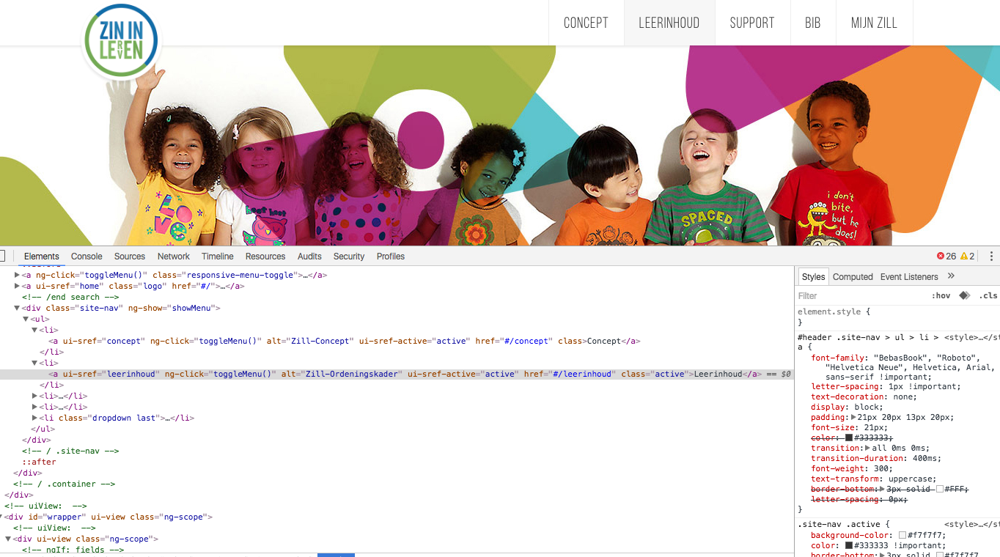 ZIN IN
LERVEN
CONCEPT LEERINHOUD SUPPORT BIB MIJN ZILL
LOVE
hoot hoot
SPACED
i don't
bite,
but he
does!
Elements Console Sources Network Timeline Resources Audits Security Profiles 26 2
<a ng-click="toggleMenu()" class="responsive-menu-toggle">…</a>
<a ui-sref="home" class="logo" href="#/">…</a>
<!-- /end search -->
<div class="site-nav" ng-show="showMenu">
<ul>
<li>
<a ui-sref="concept" ng-click="toggleMenu()" alt="Zill-Concept" ui-sref-active="active" href="#/concept" class>Concept</a>
</li>
<li>
<a ui-sref="leerinhoud" ng-click="toggleMenu()" alt="Zill-Ordeningskader" ui-sref-active="active" href="#/leerinhoud" class="active">Leerinhoud</a> == $0
</li>
<li>…</li>
<li>…</li>
<li class="dropdown last">…</li>
</ul>
</div>
<!-- / .site-nav -->
::after
</div>
<!-- / .container -->
</div>
<!-- uiView:  -->
<div id="wrapper" ui-view class="ng-scope">
<!-- uiView:  -->
<div ui-view class="ng-scope">
<!-- ngIf: fields -->
Styles Computed Event Listeners »
Filter :hov .cls
element.style {
}
#header .site-nav > ul > li > <style>…</st
a {
font-family: "BebasBook", "Roboto",
"Helvetica Neue", Helvetica, Arial,
sans-serif !important;
letter-spacing: 1px !important;
text-decoration: none;
display: block;
padding: 21px 20px 13px 20px;
font-size: 21px;
color: #333333;
transition: all 0ms 0ms;
transition-duration: 400ms;
font-weight: 300;
text-transform: uppercase;
border-bottom: 3px solid #FFF;
letter-spacing: 0px;
}
.site-nav .active { <style>…</st
background-color: #f7f7f7;
color: #333333 !important;
border-bottom: 3px solid #f7f7f7